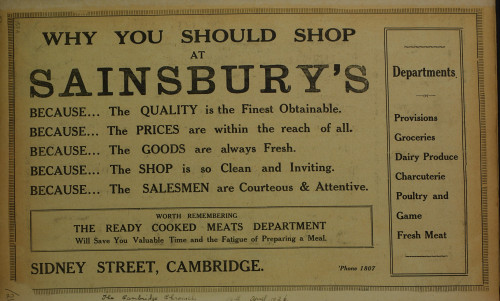 WHY YOU SHOULD SHOP
AT
SAINSBURY'S
BECAUSE... The QUALITY is the Finest Obtainable.
BECAUSE... The PRICES are within the reach of all.
BECAUSE... The GOODS are always Fresh.
BECAUSE... The SHOP is so Clean and Inviting.
BECAUSE... The SALESMEN are Courteous & Attentive.
WORTH REMEMBERING
THE READY COOKED MEATS DEPARTMENT
Will Save You Valuable Time and the Fatigue of Preparing a Meal.
SIDNEY STREET, CAMBRIDGE.
'Phone 1807
Departments
Provisions
Groceries
Dairy Produce
Charcuterie
Poultry and
Game
Fresh Meat
The Cambridge Chronicle